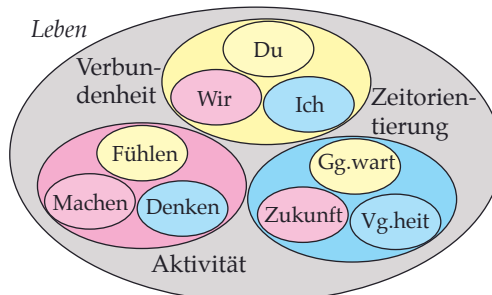 Leben
Du
Verbun-
denheit
Wir
Ich
Zeitorien-
tierung
Fühlen
Machen
Denken
Aktivität
Gg.wart
Zukunft
Vg.heit